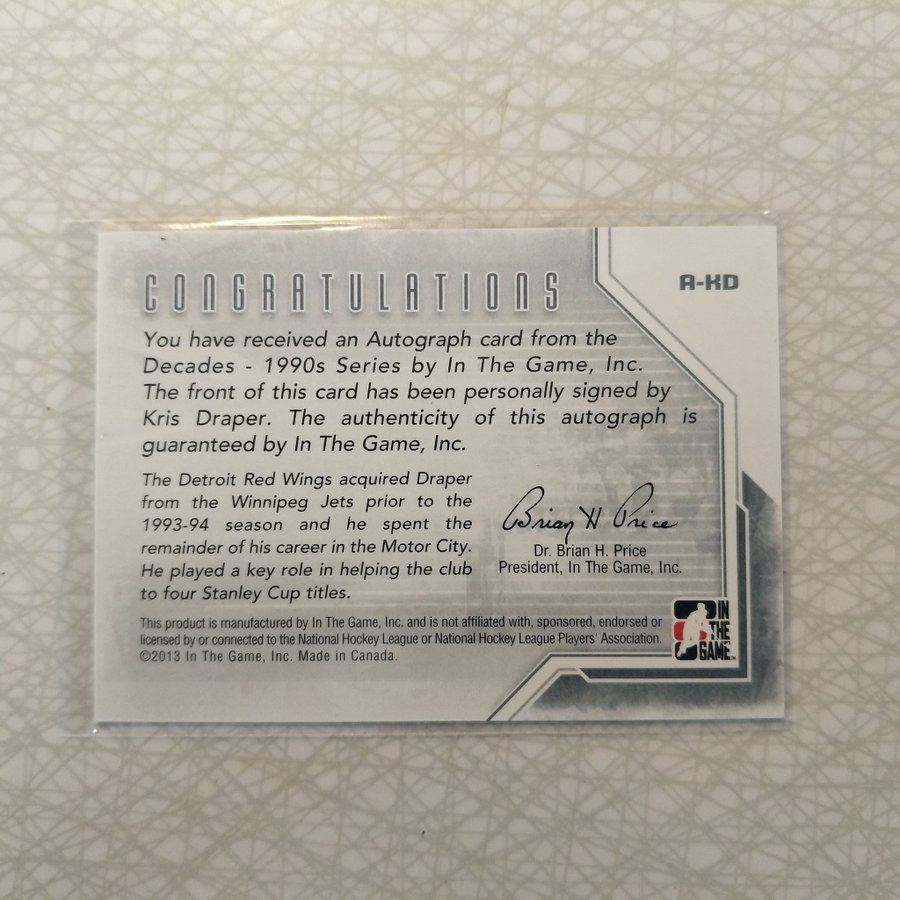 CONGRATULATIONS
A-KD
You have received an Autograph card from the
Decades - 1990s Series by In The Game, Inc.
The front of this card has been personally signed by
Kris Draper. The authenticity of this autograph is
guaranteed by In The Game, Inc.
The Detroit Red Wings acquired Draper
from the Winnipeg Jets prior to the
1993-94 season and he spent the
remainder of his career in the Motor City.
He played a key role in helping the club
to four Stanley Cup titles.
Brian H Price
Dr. Brian H. Price
President, In The Game, Inc.
This product is manufactured by In The Game, Inc. and is not affiliated with, sponsored, endorsed or
licensed by or connected to the National Hockey League or National Hockey League Players' Association.
©2013 In The Game, Inc. Made in Canada.
IN
THE
GAME